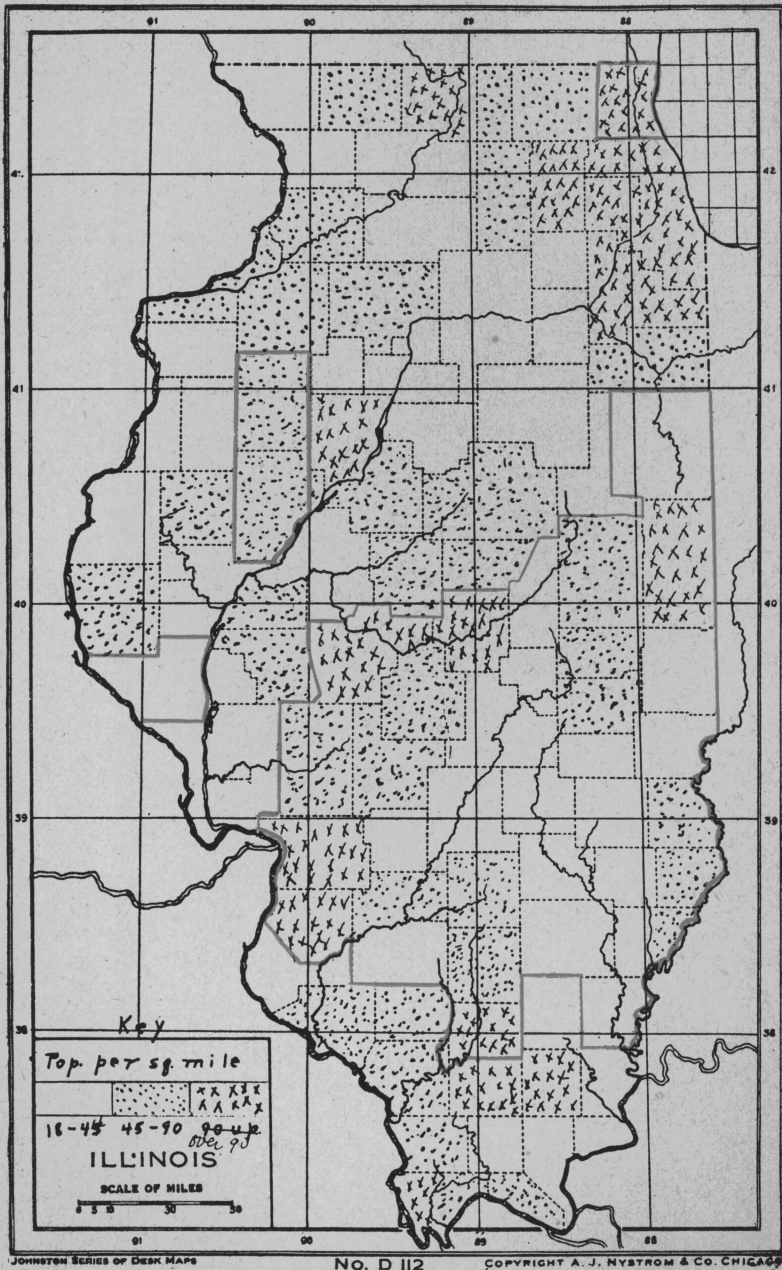 91 90 89 88
42 42
41 41
40 40
39 39
38 38
Key
Pop. per sq. mile
18-45 45-90 90 up
over 90
ILLINOIS
SCALE OF MILES
0 5 10 30 50
91 90 89 88
JOHNSTON SERIES OF DESK MAPS No. D 112 COPYRIGHT A. J. NYSTROM & CO. CHICAGO